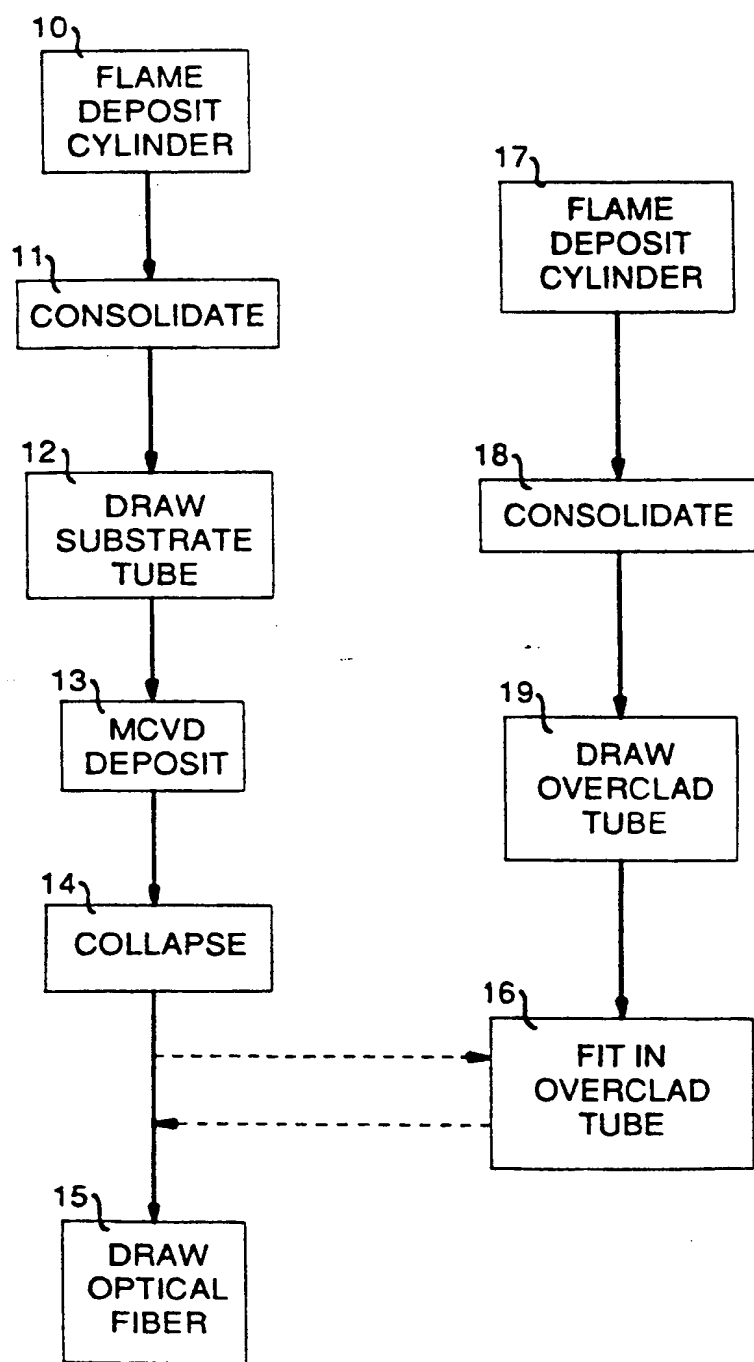 10
FLAME
DEPOSIT
CYLINDER
11
CONSOLIDATE
12
DRAW
SUBSTRATE
TUBE
13
MCVD
DEPOSIT
14
COLLAPSE
15
DRAW
OPTICAL
FIBER
17
FLAME
DEPOSIT
CYLINDER
18
CONSOLIDATE
19
DRAW
OVERCLAD
TUBE
16
FIT IN
OVERCLAD
TUBE